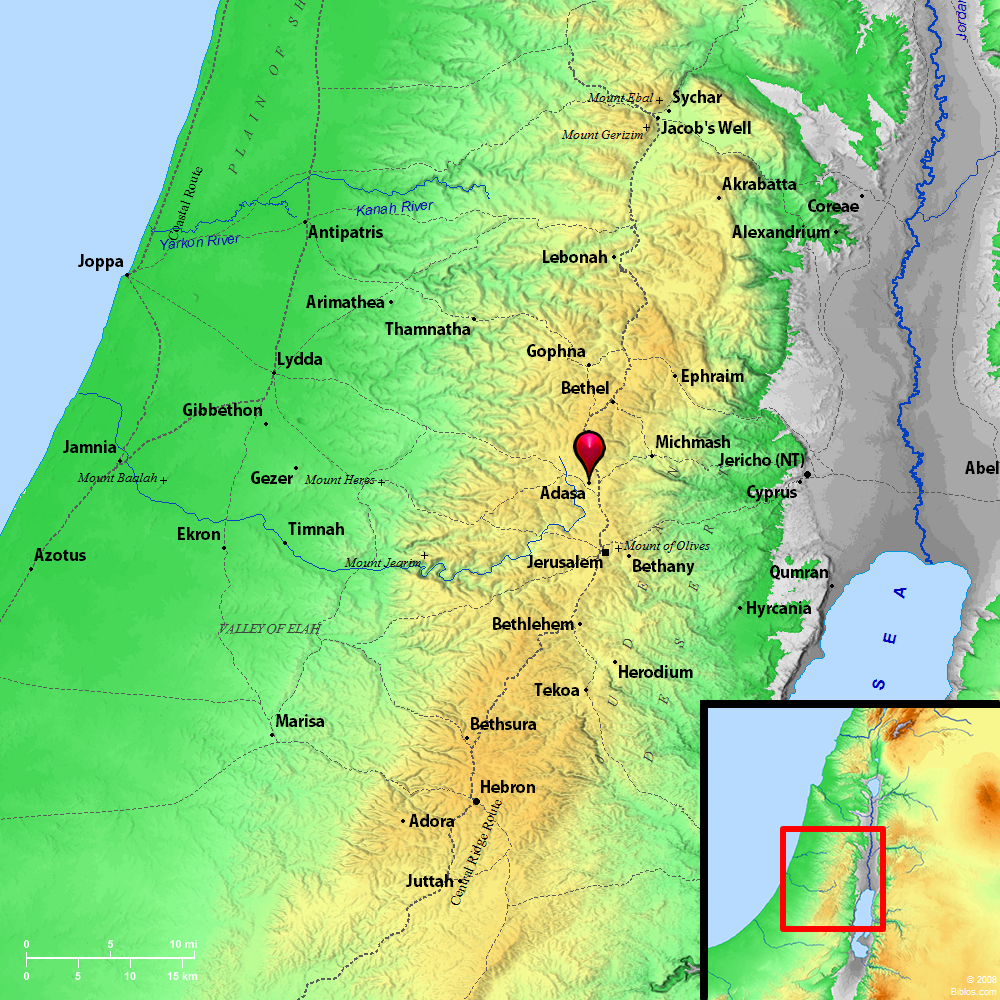 Jordan
PLAIN OF SH
Mount Ebal
Sychar
Jacob's Well
Mount Gerizim
Coastal Route
Akrabatta
Coreae
Kanah River
Antipatris
Alexandrium
Yarkon River
Lebonah
Joppa
Arimathea
Thamnatha
Gophna
Lydda
Ephraim
Bethel
Gibbethon
Michmash
Jamnia
Jericho (NT)
Abel
Mount Baalah
Gezer
Mount Heres
Adasa
Cyprus
Ekron
Timnah
Mount of Olives
Azotus
Mount Jearim
Jerusalem
Bethany
Qumran
SEA
Hyrcania
Bethlehem
VALLEY OF ELAH
Herodium
Tekoa
JUDEAN
DESER
Marisa
Bethsura
Hebron
Adora
Central Ridge Route
Juttah
0 5 10 mi
0 5 10 15 km
© 2008
Biblos.com